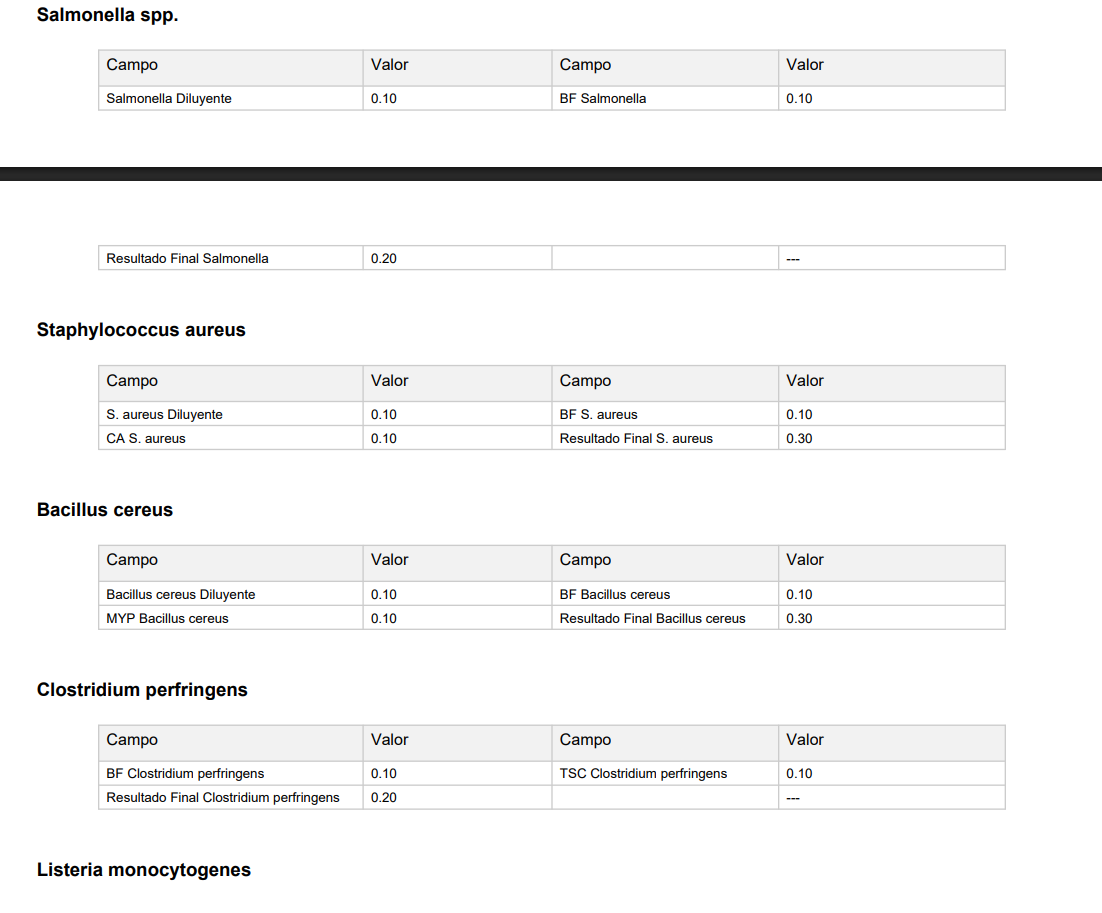 Salmonella spp.
Campo Valor Campo Valor
Salmonella Diluyente 0.10 BF Salmonella 0.10
Resultado Final Salmonella 0.20 ---
Staphylococcus aureus
Campo Valor Campo Valor
S. aureus Diluyente 0.10 BF S. aureus 0.10
CA S. aureus 0.10 Resultado Final S. aureus 0.30
Bacillus cereus
Campo Valor Campo Valor
Bacillus cereus Diluyente 0.10 BF Bacillus cereus 0.10
MYP Bacillus cereus 0.10 Resultado Final Bacillus cereus 0.30
Clostridium perfringens
Campo Valor Campo Valor
BF Clostridium perfringens 0.10 TSC Clostridium perfringens 0.10
Resultado Final Clostridium perfringens 0.20 ---
Listeria monocytogenes